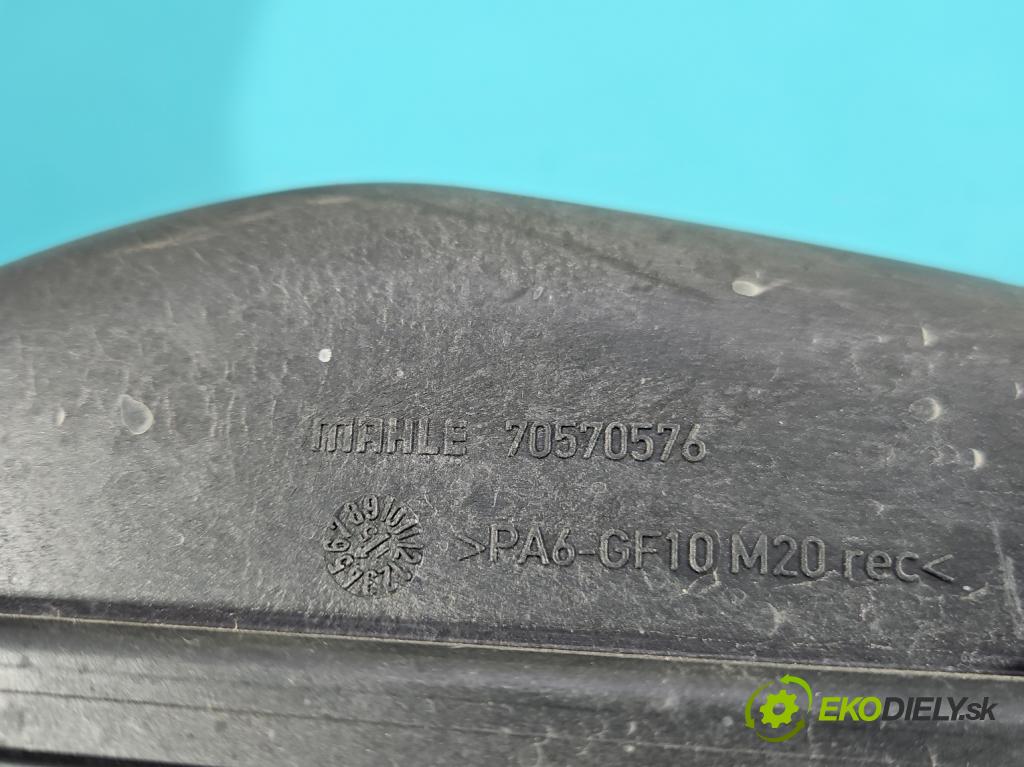 MAHLE 70570576
>PA6-GF10 M20 rec<
EKODIELY.sk